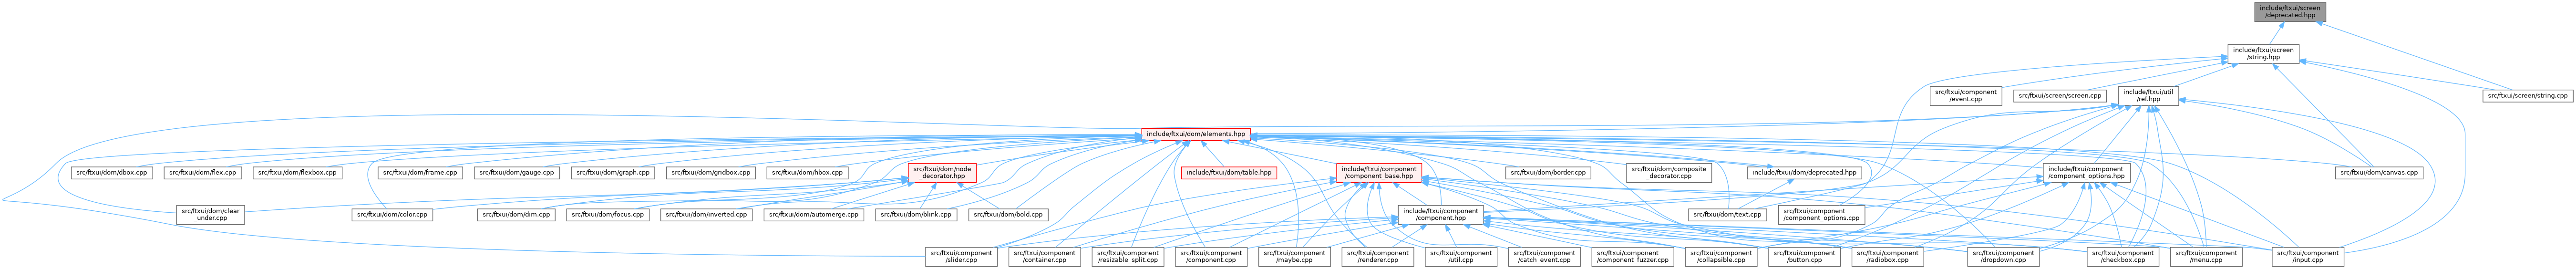 include/ftxui/screen
/deprecated.hpp
include/ftxui/screen
/string.hpp
src/ftxui/component
/event.cpp
src/ftxui/screen/screen.cpp
include/ftxui/util
/ref.hpp
src/ftxui/screen/string.cpp
include/ftxui/dom/elements.hpp
src/ftxui/dom/dbox.cpp
src/ftxui/dom/flex.cpp
src/ftxui/dom/flexbox.cpp
src/ftxui/dom/frame.cpp
src/ftxui/dom/gauge.cpp
src/ftxui/dom/graph.cpp
src/ftxui/dom/gridbox.cpp
src/ftxui/dom/hbox.cpp
src/ftxui/dom/node
_decorator.hpp
include/ftxui/dom/table.hpp
include/ftxui/component
/component_base.hpp
src/ftxui/dom/border.cpp
src/ftxui/dom/composite
_decorator.cpp
include/ftxui/dom/deprecated.hpp
include/ftxui/component
/component_options.hpp
src/ftxui/dom/canvas.cpp
src/ftxui/dom/clear
_under.cpp
src/ftxui/dom/color.cpp
src/ftxui/dom/dim.cpp
src/ftxui/dom/focus.cpp
src/ftxui/dom/inverted.cpp
src/ftxui/dom/automerge.cpp
src/ftxui/dom/blink.cpp
src/ftxui/dom/bold.cpp
include/ftxui/component
/component.hpp
src/ftxui/dom/text.cpp
src/ftxui/component
/component_options.cpp
src/ftxui/component
/slider.cpp
src/ftxui/component
/container.cpp
src/ftxui/component
/resizable_split.cpp
src/ftxui/component
/component.cpp
src/ftxui/component
/maybe.cpp
src/ftxui/component
/renderer.cpp
src/ftxui/component
/util.cpp
src/ftxui/component
/catch_event.cpp
src/ftxui/component
/component_fuzzer.cpp
src/ftxui/component
/collapsible.cpp
src/ftxui/component
/button.cpp
src/ftxui/component
/radiobox.cpp
src/ftxui/component
/dropdown.cpp
src/ftxui/component
/checkbox.cpp
src/ftxui/component
/menu.cpp
src/ftxui/component
/input.cpp